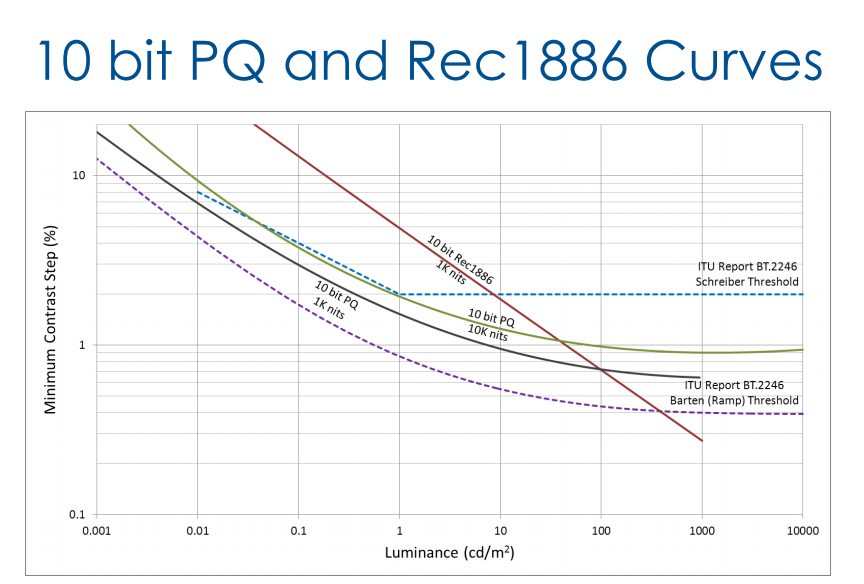 10 bit PQ and Rec1886 Curves
10
1
0.1
Minimum Contrast Step (%)
10 bit Rec1886
1K nits
ITU Report BT.2246
Schreiber Threshold
10 bit PQ
1K nits
10 bit PQ
10K nits
ITU Report BT.2246
Barten (Ramp) Threshold
0.001 0.01 0.1 1 10 100 1000 10000
Luminance (cd/m²)